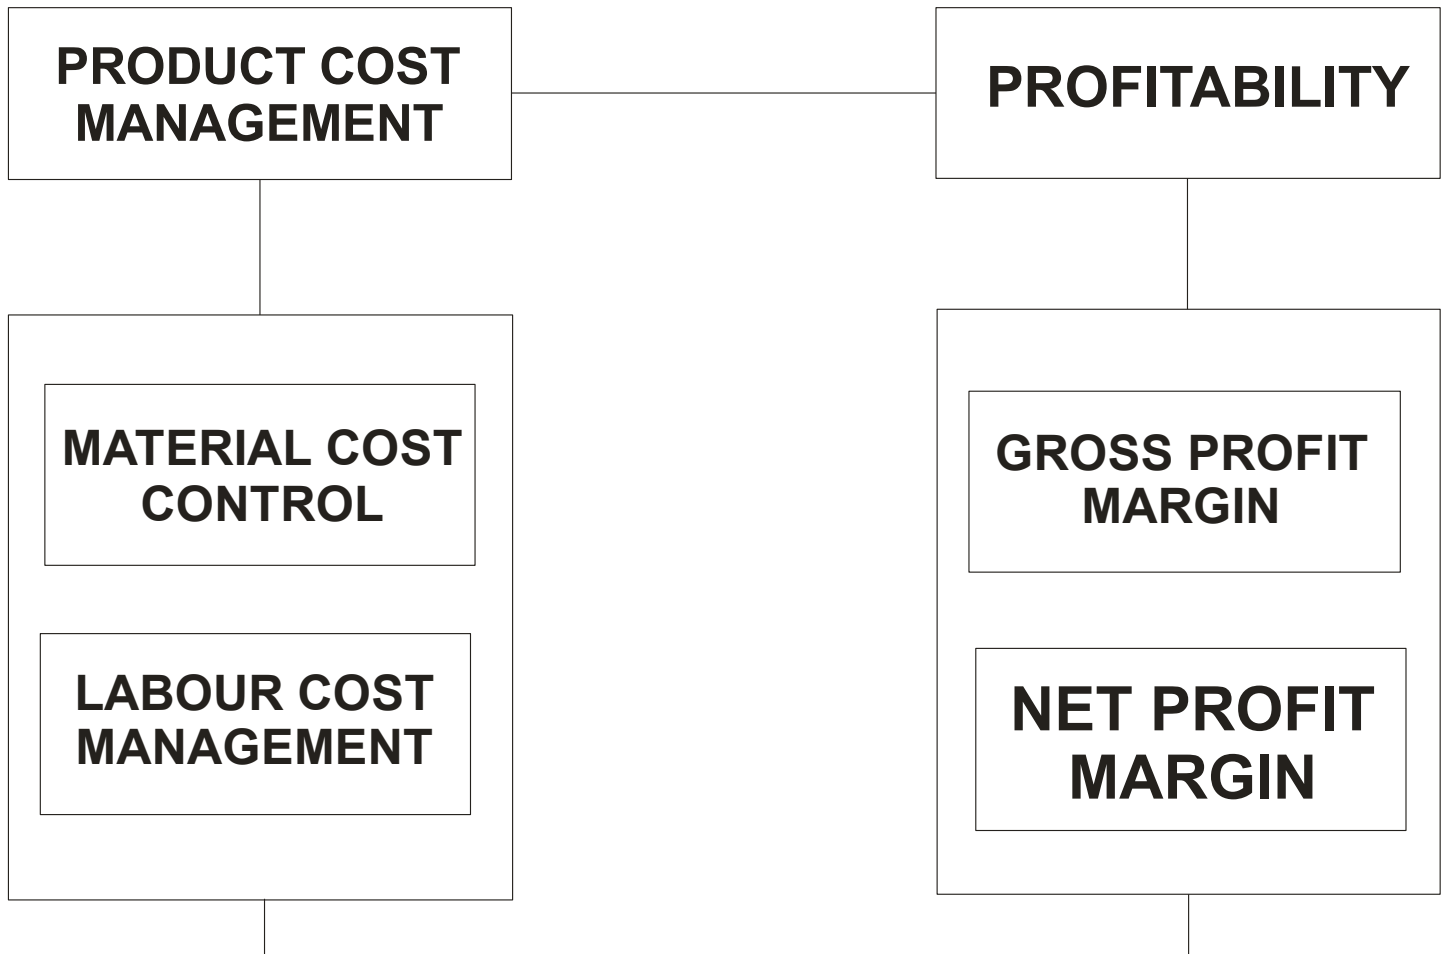 PRODUCT COST
MANAGEMENT
PROFITABILITY
MATERIAL COST
CONTROL
LABOUR COST
MANAGEMENT
GROSS PROFIT
MARGIN
NET PROFIT
MARGIN